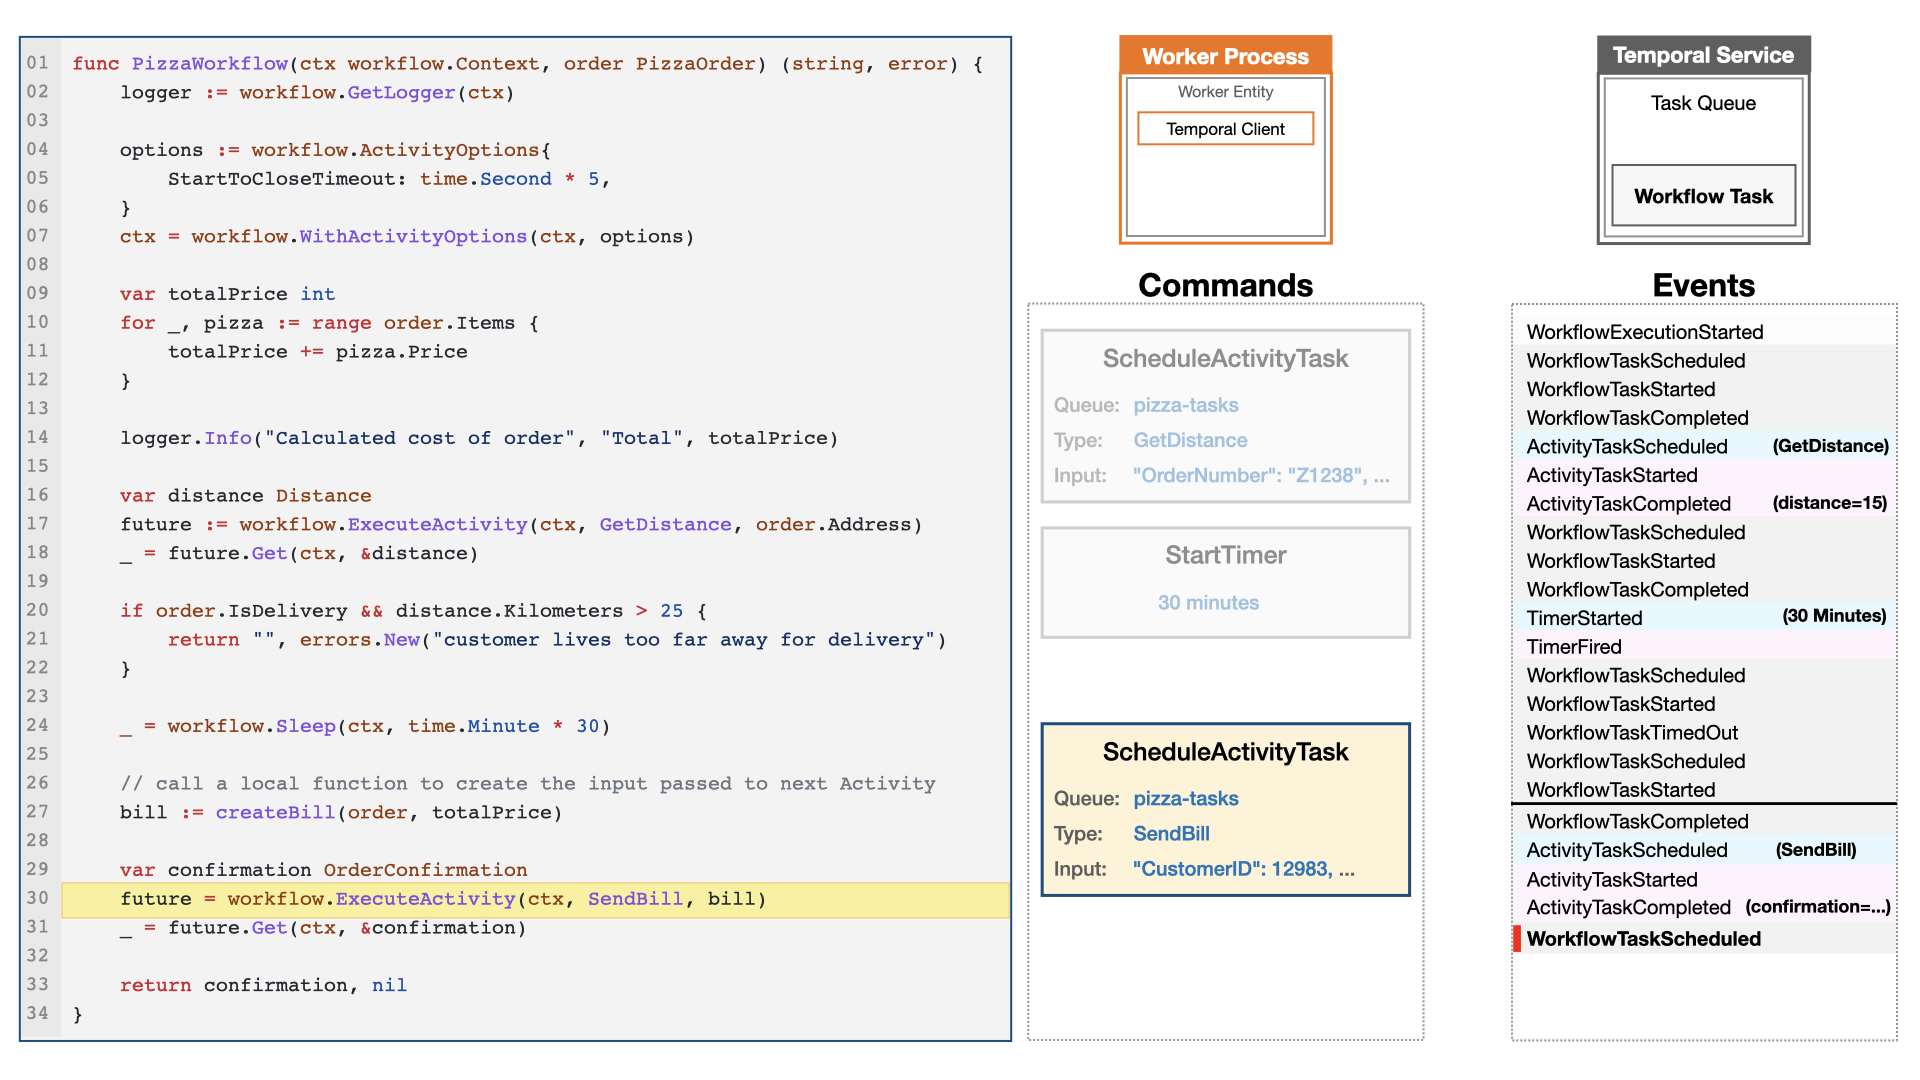 01 func PizzaWorkflow(ctx workflow.Context, order PizzaOrder) (string, error) {
02     logger := workflow.GetLogger(ctx)
03
04     options := workflow.ActivityOptions{
05         StartToCloseTimeout: time.Second * 5,
06     }
07     ctx = workflow.WithActivityOptions(ctx, options)
08
09     var totalPrice int
10     for _, pizza := range order.Items {
11         totalPrice += pizza.Price
12     }
13
14     logger.Info("Calculated cost of order", "Total", totalPrice)
15
16     var distance Distance
17     future := workflow.ExecuteActivity(ctx, GetDistance, order.Address)
18     _ = future.Get(ctx, &distance)
19
20     if order.IsDelivery && distance.Kilometers > 25 {
21         return "", errors.New("customer lives too far away for delivery")
22     }
23
24     _ = workflow.Sleep(ctx, time.Minute * 30)
25
26     // call a local function to create the input passed to next Activity
27     bill := createBill(order, totalPrice)
28
29     var confirmation OrderConfirmation
30     future = workflow.ExecuteActivity(ctx, SendBill, bill)
31     _ = future.Get(ctx, &confirmation)
32
33     return confirmation, nil
34 }
Worker Process
Worker Entity
Temporal Client
Commands
ScheduleActivityTask
Queue: pizza-tasks
Type: GetDistance
Input: "OrderNumber": "Z1238", ...
StartTimer
30 minutes
ScheduleActivityTask
Queue: pizza-tasks
Type: SendBill
Input: "CustomerID": 12983, ...
Temporal Service
Task Queue
Workflow Task
Events
WorkflowExecutionStarted
WorkflowTaskScheduled
WorkflowTaskStarted
WorkflowTaskCompleted
ActivityTaskScheduled (GetDistance)
ActivityTaskStarted
ActivityTaskCompleted (distance=15)
WorkflowTaskScheduled
WorkflowTaskStarted
WorkflowTaskCompleted
TimerStarted (30 Minutes)
TimerFired
WorkflowTaskScheduled
WorkflowTaskStarted
WorkflowTaskTimedOut
WorkflowTaskScheduled
WorkflowTaskStarted
WorkflowTaskCompleted
ActivityTaskScheduled (SendBill)
ActivityTaskStarted
ActivityTaskCompleted (confirmation=...)
WorkflowTaskScheduled